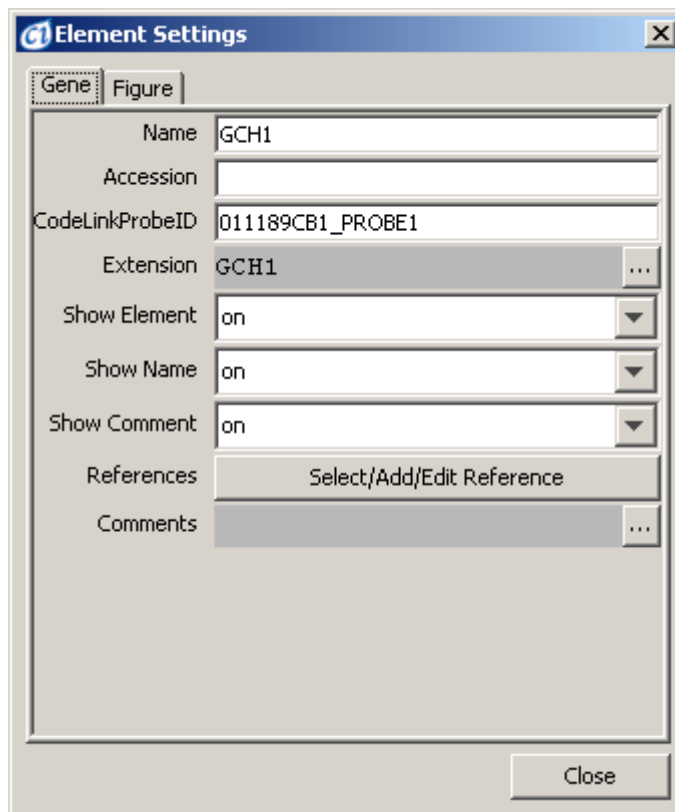 Ci Element Settings
Gene Figure
Name GCH1
Accession
CodeLinkProbeID 011189CB1_PROBE1
Extension GCH1 ...
Show Element on
Show Name on
Show Comment on
References Select/Add/Edit Reference
Comments ...
Close